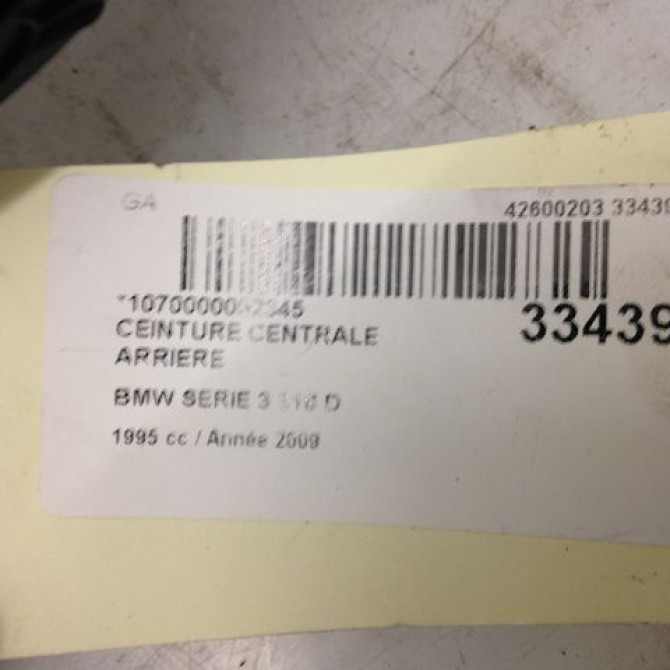 GA
42600203 33439
33439
CEINTURE CENTRALE
ARRIERE
BMW SERIE 3 D
1995 cc / Année 2009